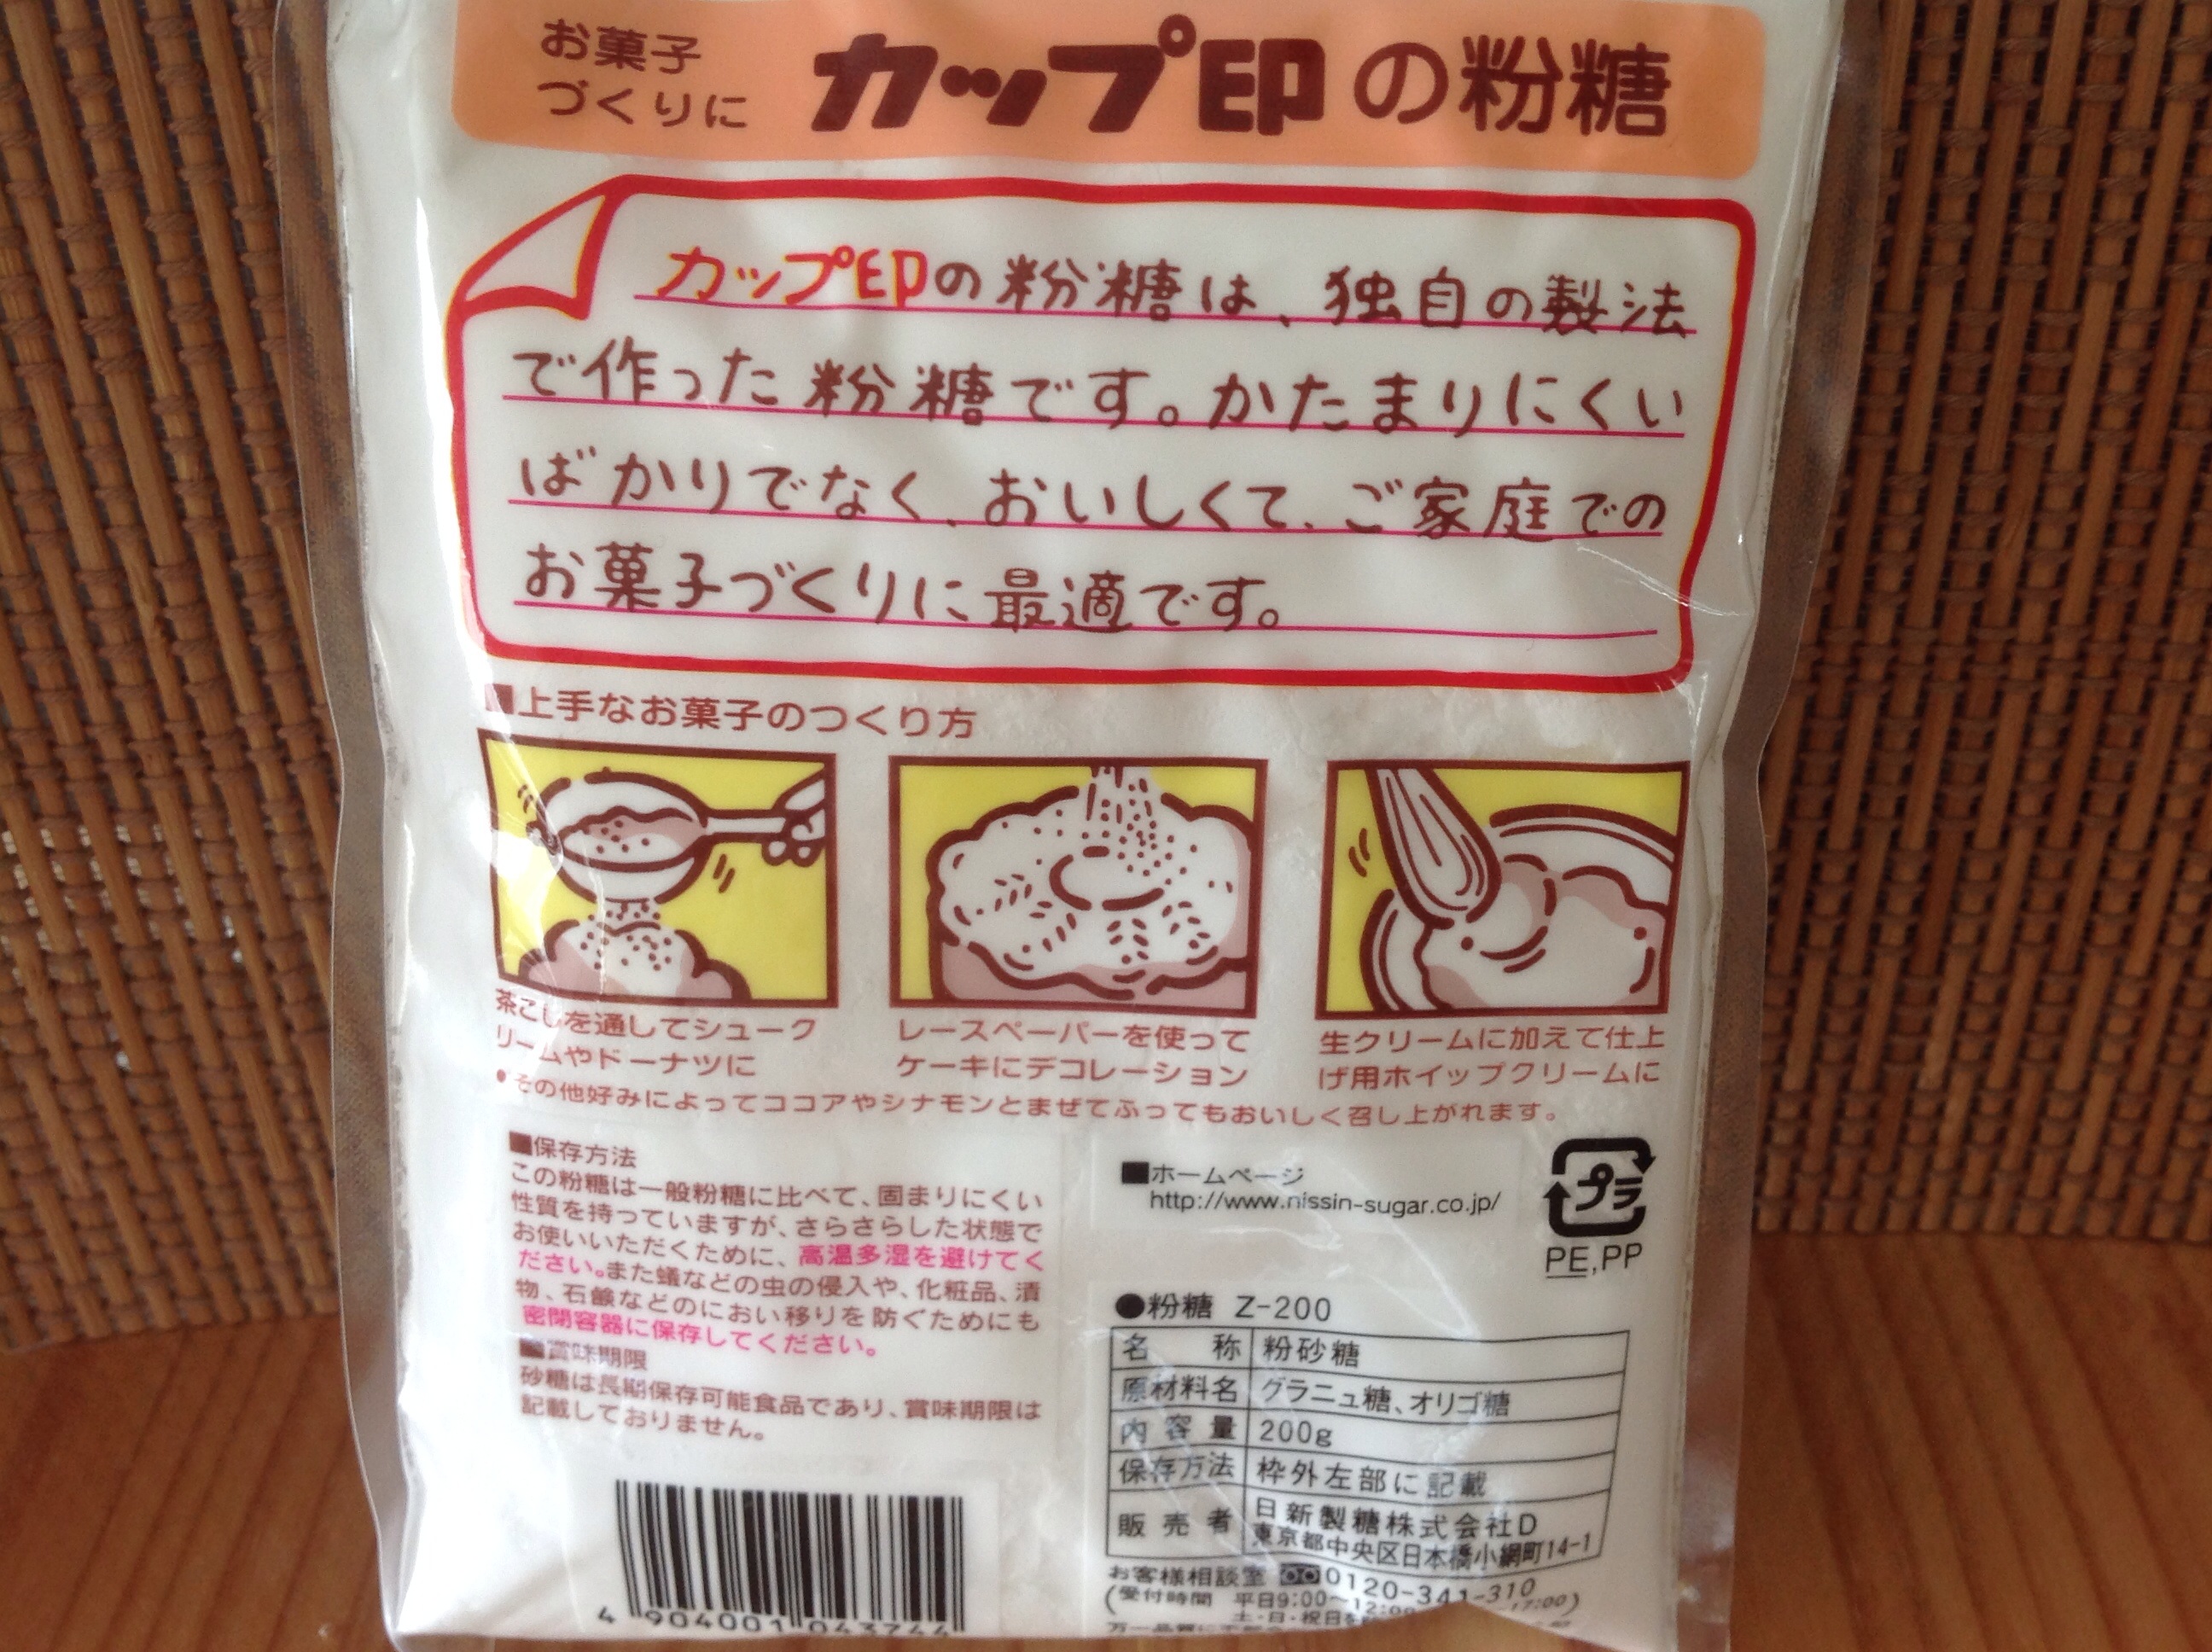 お菓子
づくりに
カップ印の粉糖
カップ印の粉糖は、独自の製法
で作った粉糖です。かたまりにくい
ばかりでなく、おいしくて、ご家庭での
お菓子づくりに最適です。
■上手なお菓子のつくり方
茶こしを通してシューク
リームやドーナツに
レースペーパーを使って
ケーキにデコレーション
生クリームに加えて仕上
げ用ホイップクリームに
•その他好みによってココアやシナモンとまぜてふってもおいしく召し上がれます。
■保存方法
この粉糖は一般粉糖に比べて、固まりにくい
性質を持っていますが、さらさらした状態で
お使いいただくために、高温多湿を避けてく
ださい。また蟻などの虫の侵入や、化粧品、漬
物、石鹸などのにおい移りを防ぐためにも
密閉容器に保存してください。
■賞味期限
砂糖は長期保存可能食品であり、賞味期限は
記載しておりません。
4 904001 043744
■ホームページ
http://www.nissin-sugar.co.jp/
プラ
PE,PP
●粉糖 Z-200
名称 粉砂糖
原材料名 グラニュ糖、オリゴ糖
内容量 200g
保存方法 枠外左部に記載
販売者 日新製糖株式会社D
東京都中央区日本橋小網町14-1
お客様相談室 0120-341-310
(受付時間 平日9:00〜12:00 17:00)
土・日・祝日を
万一品質に